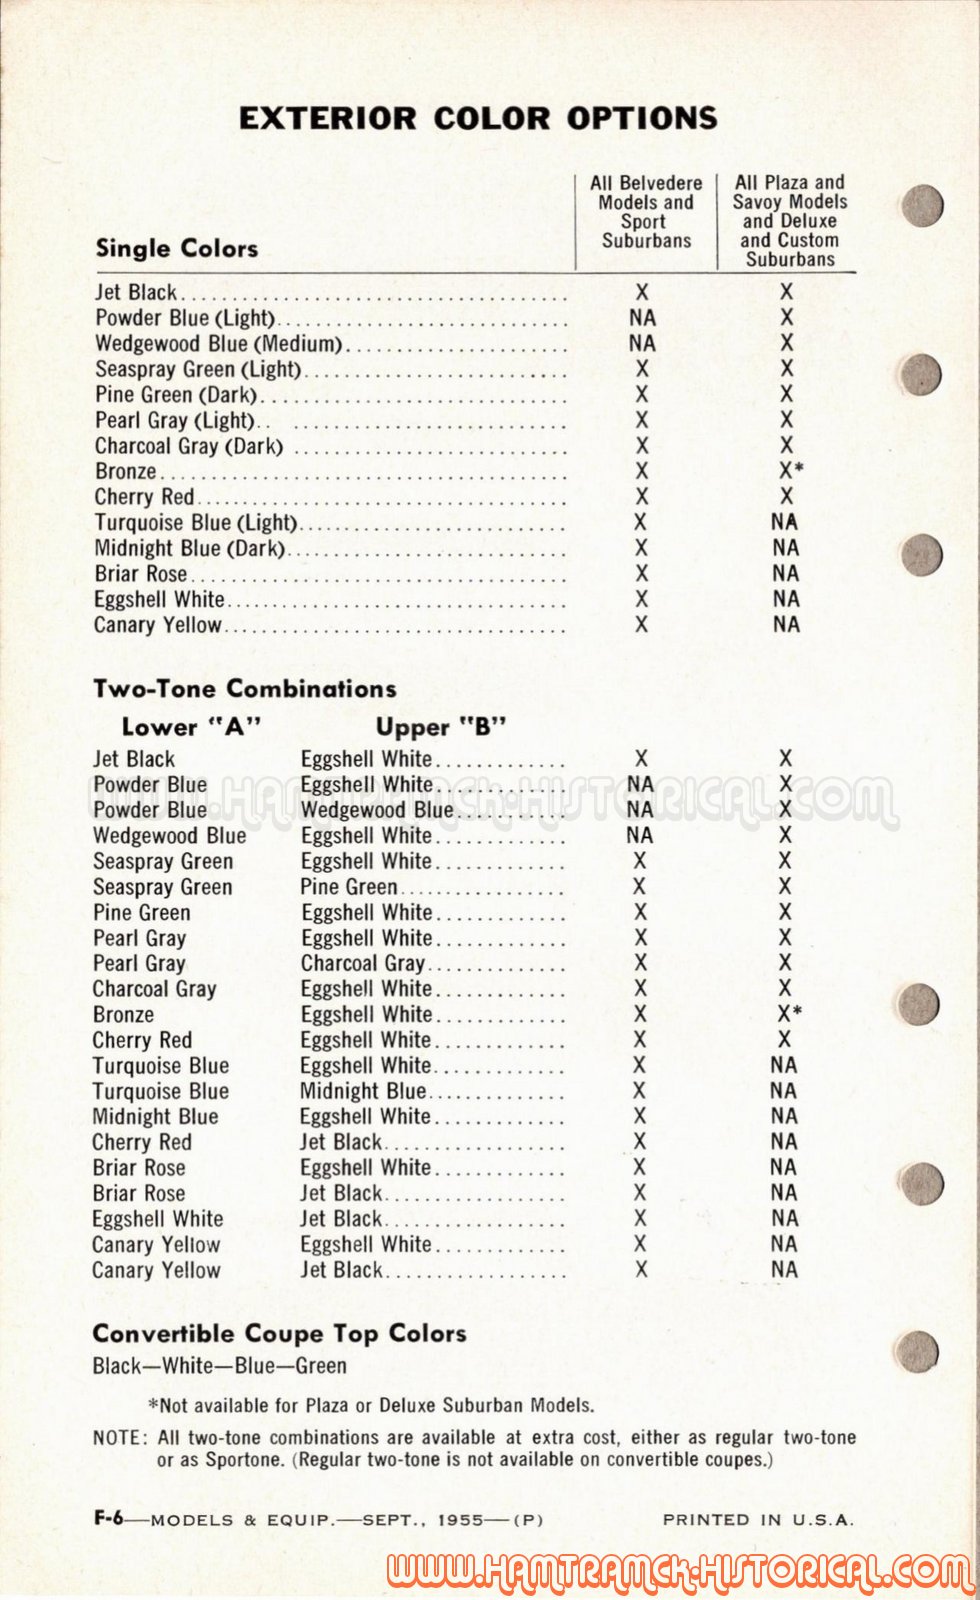 EXTERIOR COLOR OPTIONS
All Belvedere Models and Sport Suburbans
All Plaza and Savoy Models and Deluxe and Custom Suburbans
Single Colors
Jet Black X X
Powder Blue (Light) NA X
Wedgewood Blue (Medium) NA X
Seaspray Green (Light) X X
Pine Green (Dark) X X
Pearl Gray (Light) X X
Charcoal Gray (Dark) X X
Bronze X X*
Cherry Red X X
Turquoise Blue (Light) X NA
Midnight Blue (Dark) X NA
Briar Rose X NA
Eggshell White X NA
Canary Yellow X NA
Two-Tone Combinations
Lower "A" Upper "B"
Jet Black Eggshell White X X
Powder Blue Eggshell White NA X
www.Hamtramck-Historical.com
Powder Blue Wedgewood Blue NA X
Wedgewood Blue Eggshell White NA X
Seaspray Green Eggshell White X X
Seaspray Green Pine Green X X
Pine Green Eggshell White X X
Pearl Gray Eggshell White X X
Pearl Gray Charcoal Gray X X
Charcoal Gray Eggshell White X X
Bronze Eggshell White X X*
Cherry Red Eggshell White X X
Turquoise Blue Eggshell White X NA
Turquoise Blue Midnight Blue X NA
Midnight Blue Eggshell White X NA
Cherry Red Jet Black X NA
Briar Rose Eggshell White X NA
Briar Rose Jet Black X NA
Eggshell White Jet Black X NA
Canary Yellow Eggshell White X NA
Canary Yellow Jet Black X NA
Convertible Coupe Top Colors
Black—White—Blue—Green
*Not available for Plaza or Deluxe Suburban Models.
NOTE: All two-tone combinations are available at extra cost, either as regular two-tone
or as Sportone. (Regular two-tone is not available on convertible coupes.)
F-6—MODELS & EQUIP.—SEPT., 1955—(P) PRINTED IN U.S.A.
www.Hamtramck-Historical.com